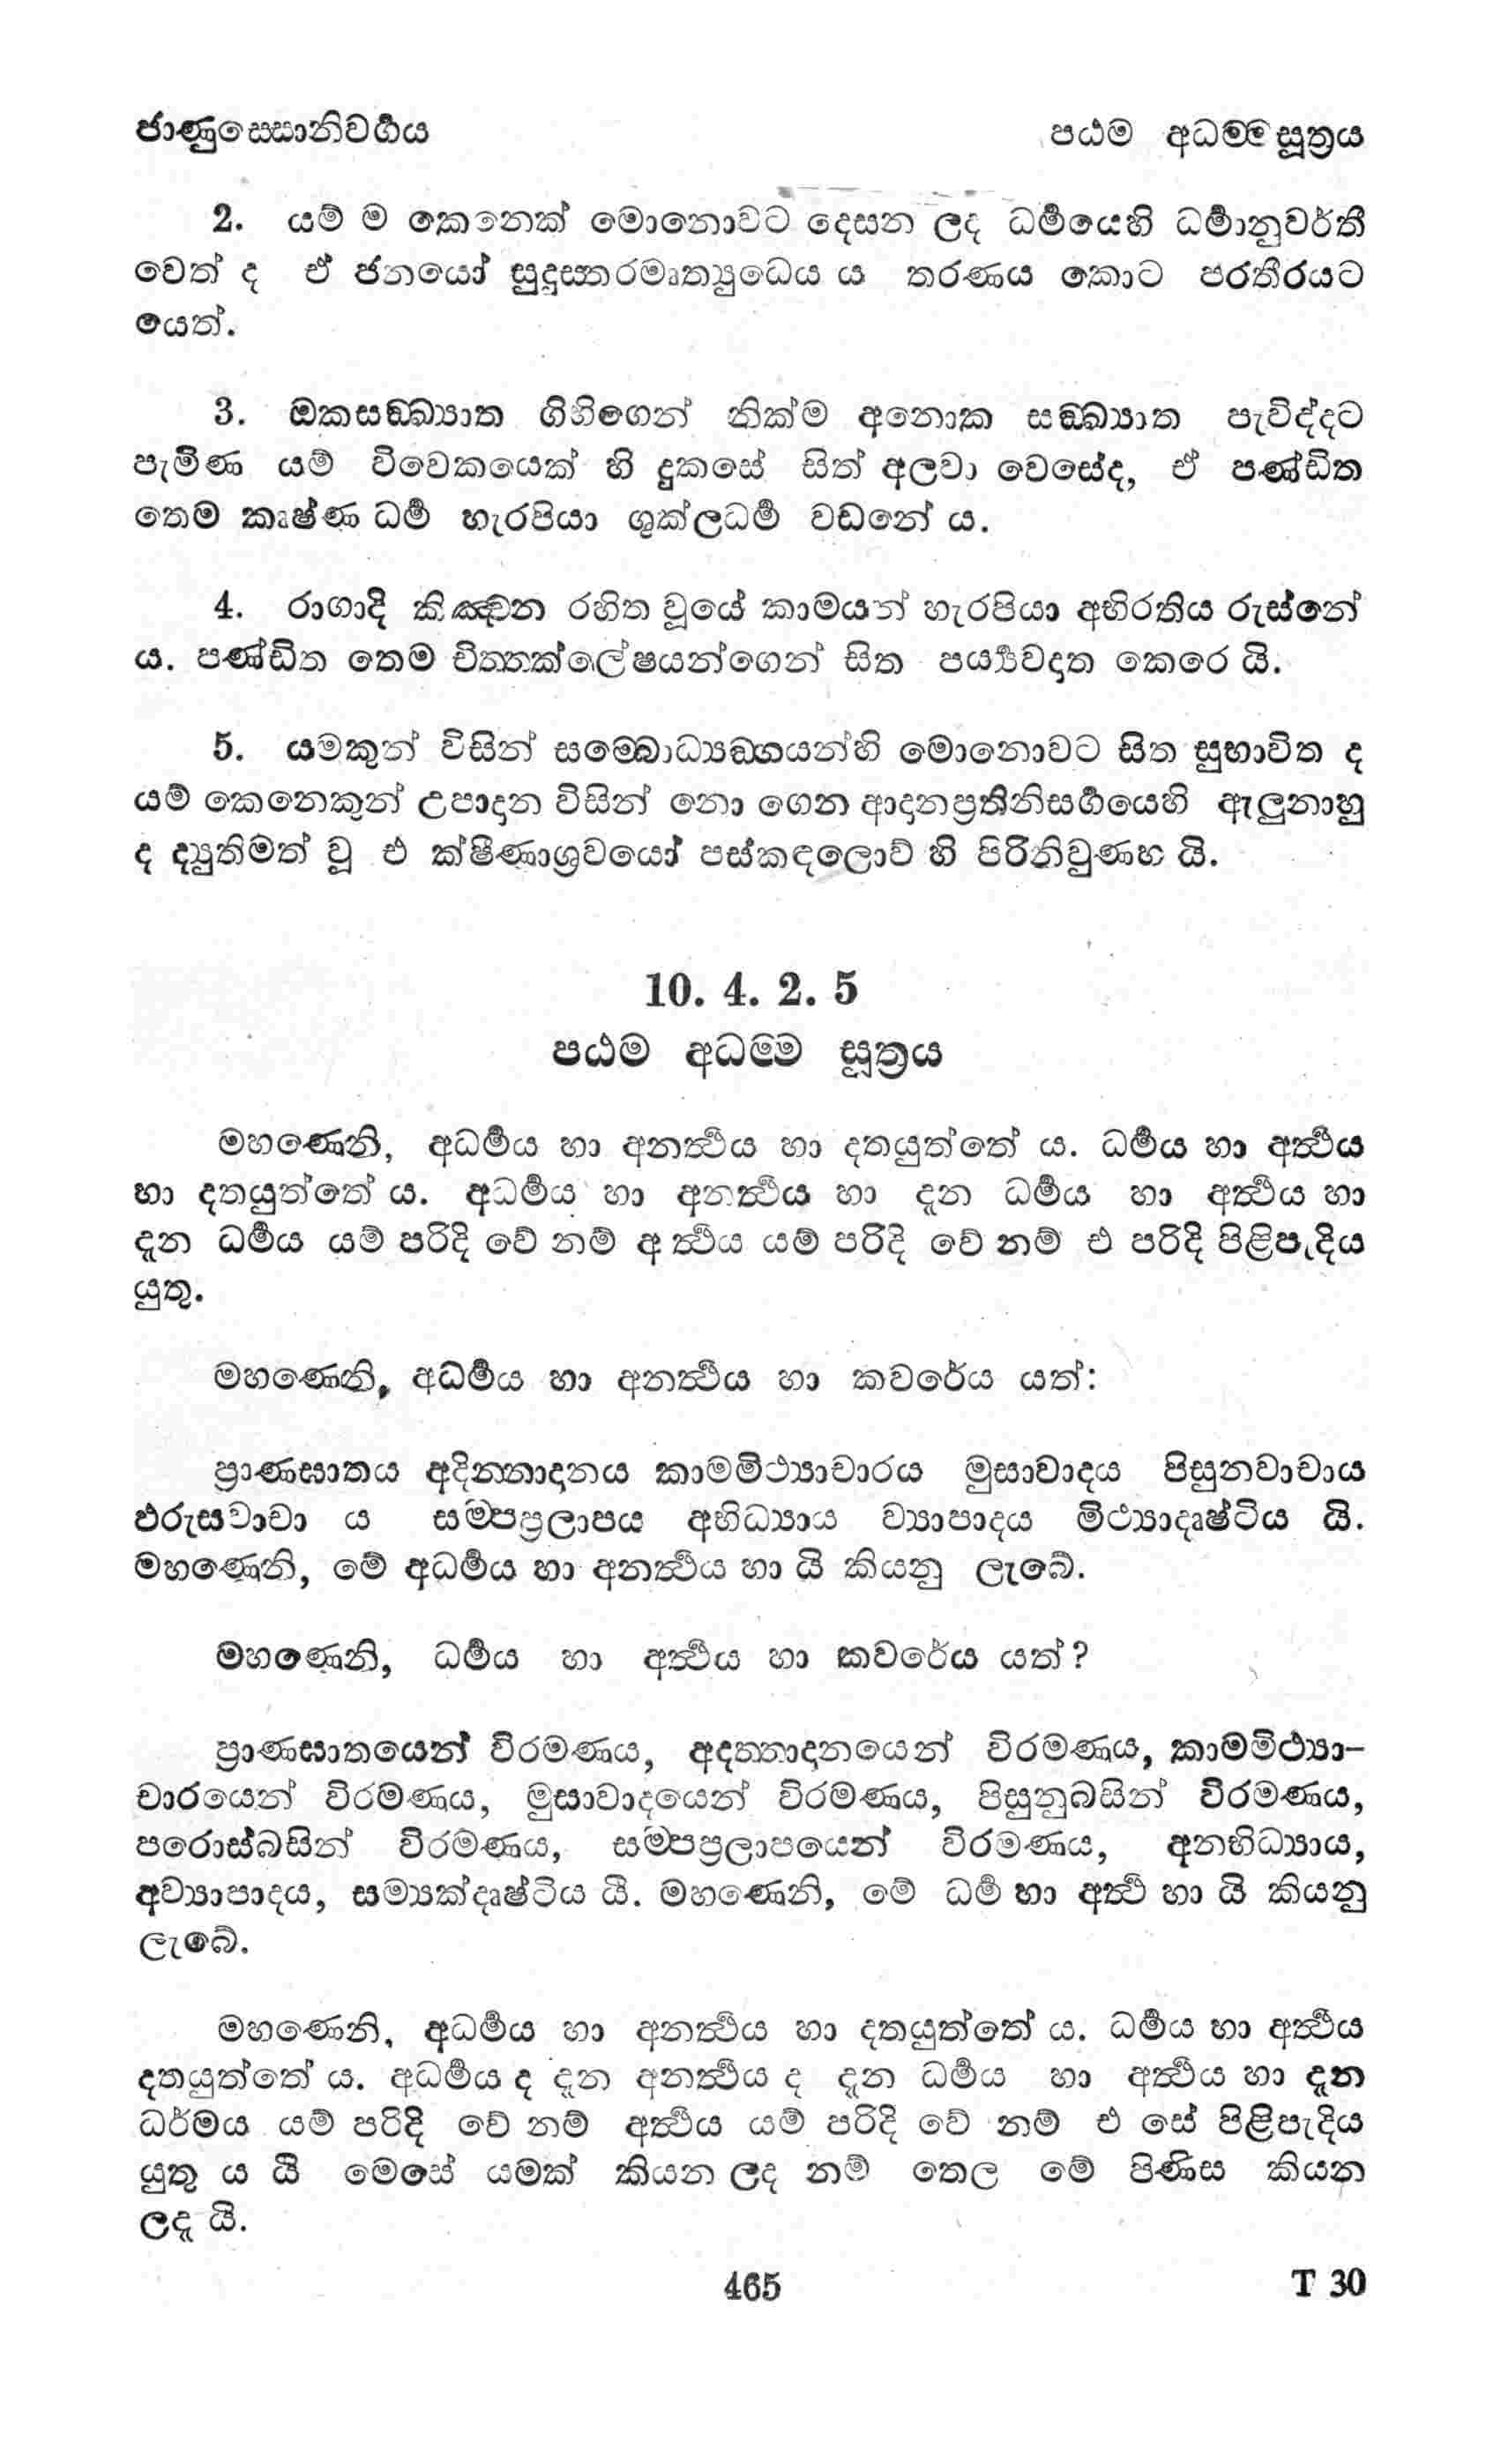 ජාණුස්සොනිවර්‍ගය
පඨම අධම්ම සූත්‍රය
2. යම් ම කෙනෙක් මොනොවට දෙසන ලද ධර්‍මයෙහි ධර්‍මානුවර්තී
වෙත් ද ඒ ජනයෝ සුදුස්තරමෘත්‍යුධෙය ය තරණය කොට පරතීරයට
යෙත්.
3. ඔකසඞ්ඛ්‍යාත ගිහිගෙන් නික්ම අනොක සඞ්ඛ්‍යාත පැවිද්දට
පැමිණ යම් විවෙකයෙක් හි දුකසේ සිත් අලවා වෙසේද, ඒ පණ්ඩිත
තෙම කෘෂ්ණ ධර්‍ම හැරපියා ශුක්ලධර්‍ම වඩනේ ය.
4. රාගාදි කිඤ්චන රහිත වූයේ කාමයන් හැරපියා අභිරතිය රුස්නේ
ය. පණ්ඩිත තෙම චිත්තක්ලේෂයන්ගෙන් සිත පර්‍ය්‍යවදාත කෙරෙ යි.
5. යමකුන් විසින් සම්බොධ්‍යඞ්ගයන්හි මොනොවට සිත සුභාවිත ද
යම් කෙනෙකුන් උපාදාන විසින් නො ගෙන ආදානප්‍රතිනිසර්‍ගයෙහි ඇලුනාහු
ද ද්‍යුතිමත් වූ එ ක්ෂීණාශ්‍රවයෝ පස්කඳලොව් හි පිරිනිවුණහ යි.
10. 4. 2. 5
පඨම අධම්ම සූත්‍රය
මහණෙනි, අධර්‍මය හා අනර්‍ත්‍ථය හා දතයුත්තේ ය. ධර්‍මය හා අර්‍ත්‍ථය
හා දතයුත්තේ ය. අධර්‍මය හා අනර්‍ත්‍ථය හා දැන ධර්‍මය හා අර්‍ත්‍ථය හා
දැන ධර්‍මය යම් පරිදි වේ නම් අර්‍ත්‍ථය යම් පරිදි වේ නම් එ පරිදි පිළිපැදිය
යුතු.
මහණෙනි, අධර්‍මය හා අනර්‍ත්‍ථය හා කවරේය යත්:
ප්‍රාණඝාතය අදින්නාදානය කාමමිථ්‍යාචාරය මුසාවාදය පිසුනවාචාය
ඵරුසවාචා ය සම්ඵප්‍රලාපය අභිධ්‍යාය ව්‍යාපාදය මිථ්‍යාදෘෂ්ටිය යි.
මහණෙනි, මේ අධර්‍මය හා අනර්‍ත්‍ථය හා යි කියනු ලැබේ.
මහණෙනි, ධර්‍මය හා අර්‍ත්‍ථය හා කවරේය යත්?
ප්‍රාණඝාතයෙන් විරමණය, අදත්තාදානයෙන් විරමණය, කාමමිථ්‍යා-
චාරයෙන් විරමණය, මුසාවාදයෙන් විරමණය, පිසුනුබසින් විරමණය,
පරොස්බසින් විරමණය, සම්ඵප්‍රලාපයෙන් විරමණය, අනභිධ්‍යාය,
අව්‍යාපාදය, සම්‍යක්දෘෂ්ටිය යි. මහණෙනි, මේ ධර්‍ම හා අර්‍ත්‍ථ හා යි කියනු
ලැබේ.
මහණෙනි, අධර්‍මය හා අනර්‍ත්‍ථය හා දතයුත්තේ ය. ධර්‍මය හා අර්‍ත්‍ථය
දතයුත්තේ ය. අධර්‍මය ද දැන අනර්‍ත්‍ථය ද දැන ධර්‍මය හා අර්‍ත්‍ථය හා දැන
ධර්මය යම් පරිදි වේ නම් අර්‍ත්‍ථය යම් පරිදි වේ නම් එ සේ පිළිපැදිය
යුතු ය යි මෙසේ යමක් කියන ලද නම් තෙල මේ පිණිස කියන
ලදැ යි.
465
T 30